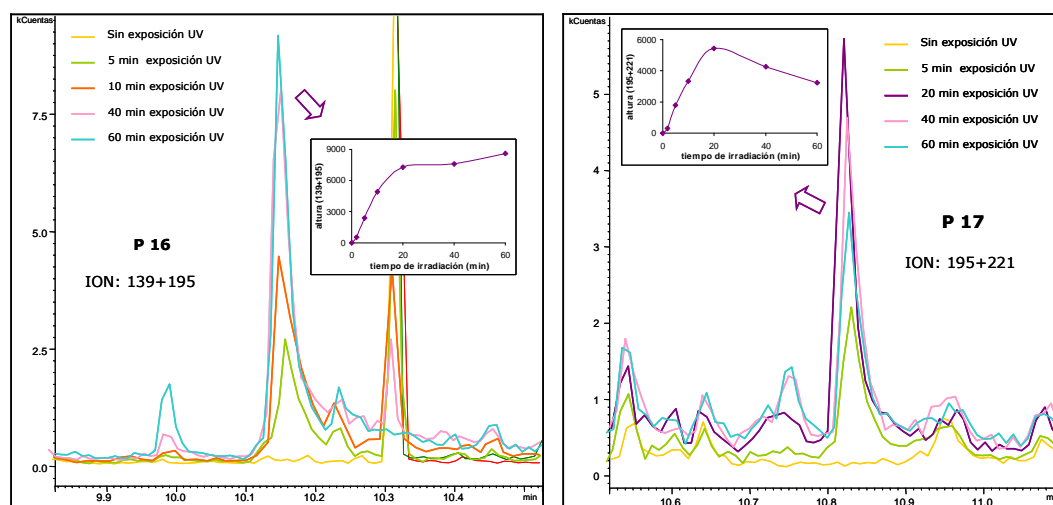 kCuentas
Sin exposición UV
5 min exposición UV
10 min exposición UV
40 min exposición UV
60 min exposición UV
7.5
5.0
2.5
0.0
P 16
ION: 139+195
altura (139+195)
9000
6000
3000
0
0 20 40 60
tiempo de irradiación (min)
9.9 10.0 10.1 10.2 10.3 10.4 min
kCuentas
altura (195+221)
6000
4000
2000
0
0 20 40 60
tiempo de irradiación (min)
Sin exposición UV
5 min exposición UV
20 min exposición UV
40 min exposición UV
60 min exposición UV
5
4
3
2
1
0
P 17
ION: 195+221
10.6 10.7 10.8 10.9 11.0